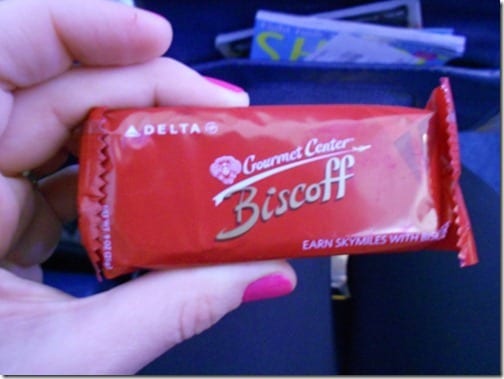 DELTA
Gourmet Center
Biscoff
EARN SKYMILES WITH